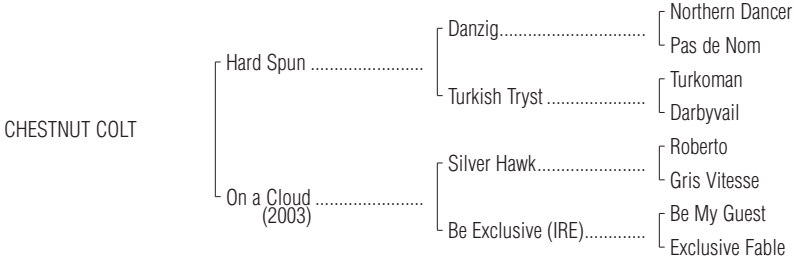 Northern Dancer
Danzig..............................
Pas de Nom
Hard Spun .......................
Turkoman
Turkish Tryst ....................
Darbyvail
CHESTNUT COLT
Roberto
Silver Hawk......................
Gris Vitesse
On a Cloud ......................
(2003)
Be My Guest
Be Exclusive (IRE).............
Exclusive Fable